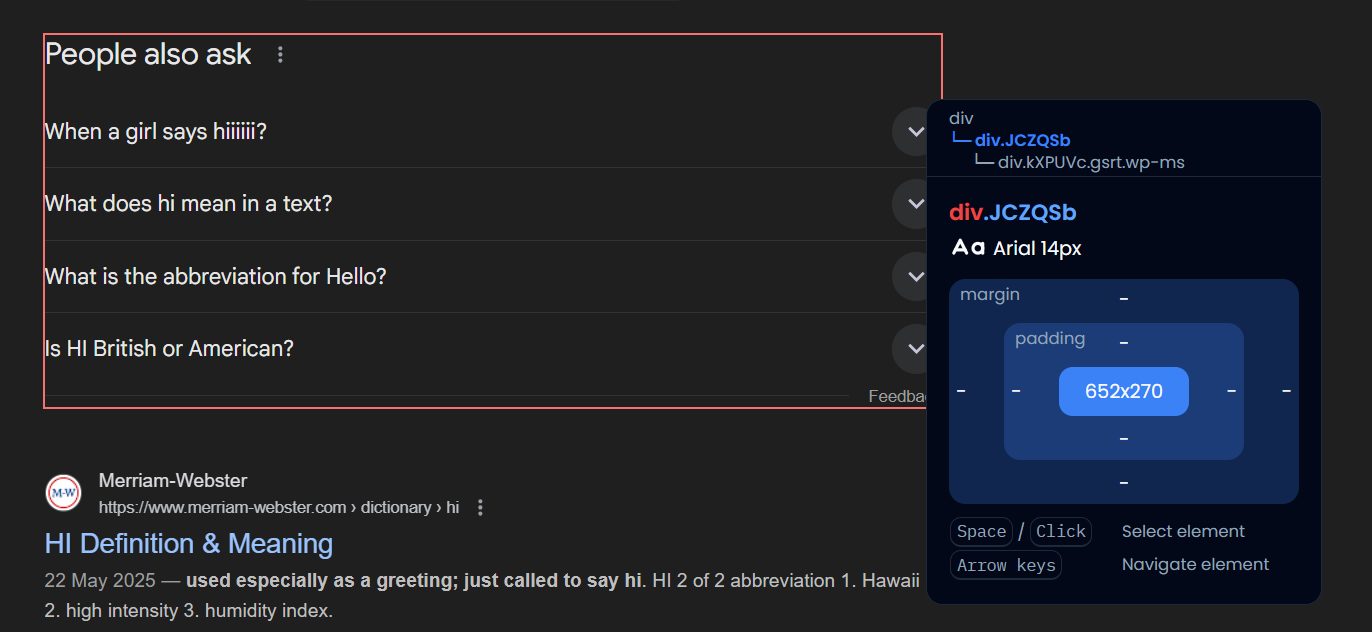 People also ask
When a girl says hiiiiii?
What does hi mean in a text?
What is the abbreviation for Hello?
Is HI British or American?
div
div.JCZQSb
div.kXPUVc.gsrt.wp-ms
div.JCZQSb
Aa Arial 14px
margin
–
padding
–
– – 652x270 – –
–
–
Space / Click Select element
Arrow keys Navigate element
M-W
Merriam-Webster
https://www.merriam-webster.com › dictionary › hi
HI Definition & Meaning
22 May 2025 — used especially as a greeting; just called to say hi. HI 2 of 2 abbreviation 1. Hawaii
2. high intensity 3. humidity index.